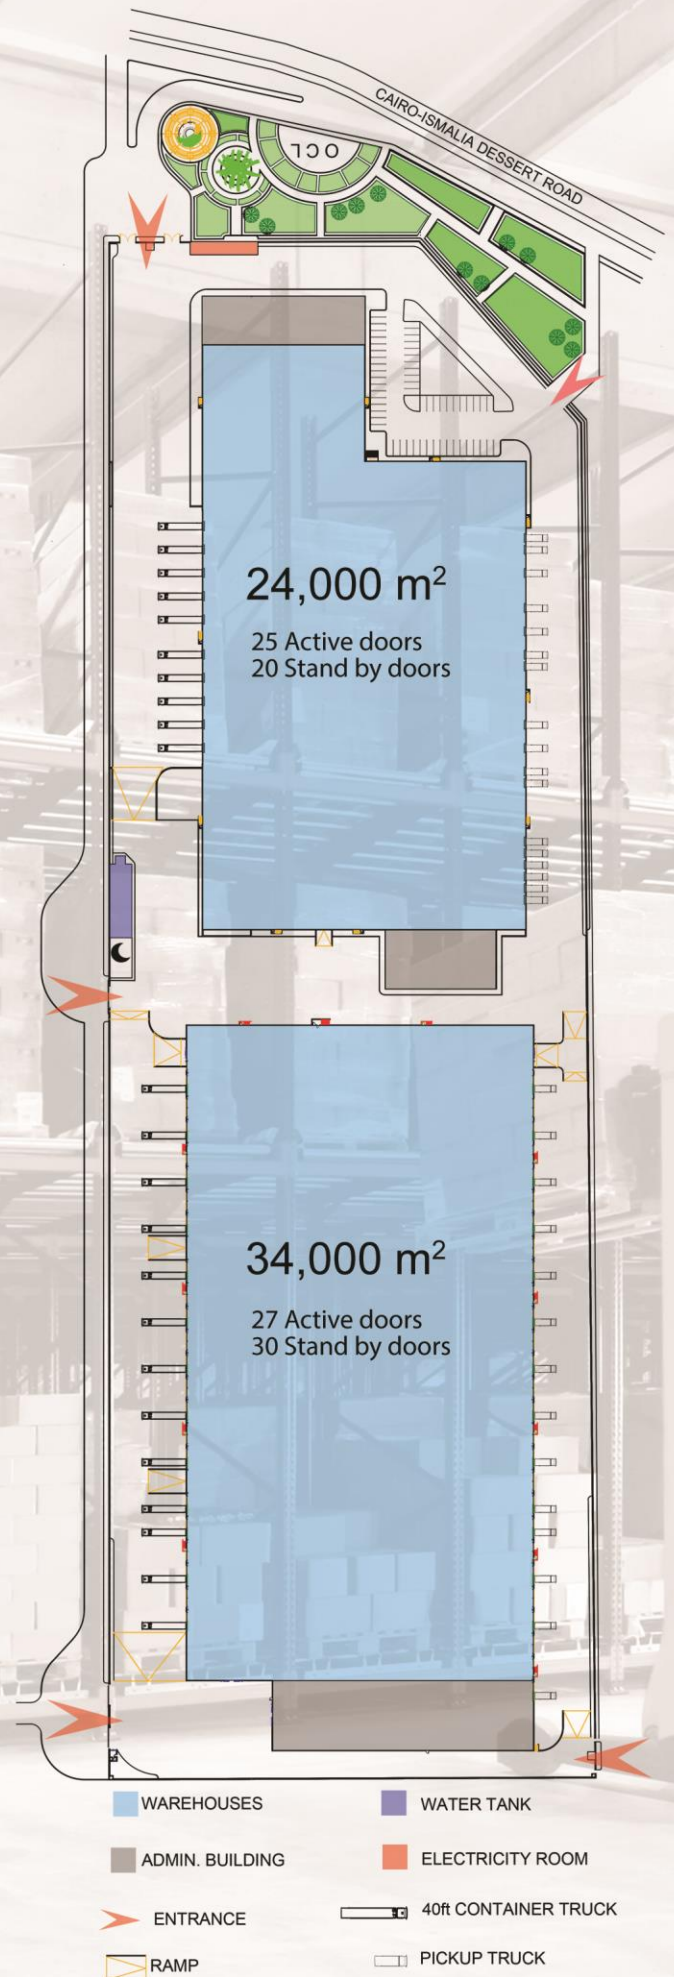 CAIRO-ISMALIA DESSERT ROAD
OCL
24,000 m²
25 Active doors
20 Stand by doors
34,000 m²
27 Active doors
30 Stand by doors
WAREHOUSES
WATER TANK
ADMIN. BUILDING
ELECTRICITY ROOM
ENTRANCE
40ft CONTAINER TRUCK
RAMP
PICKUP TRUCK